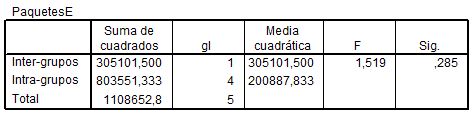 PaquetesE
Suma de cuadrados gl Media cuadrática F Sig.
Inter-grupos 305101,500 1 305101,500 1,519 ,285
Intra-grupos 803551,333 4 200887,833
Total 1108652,8 5